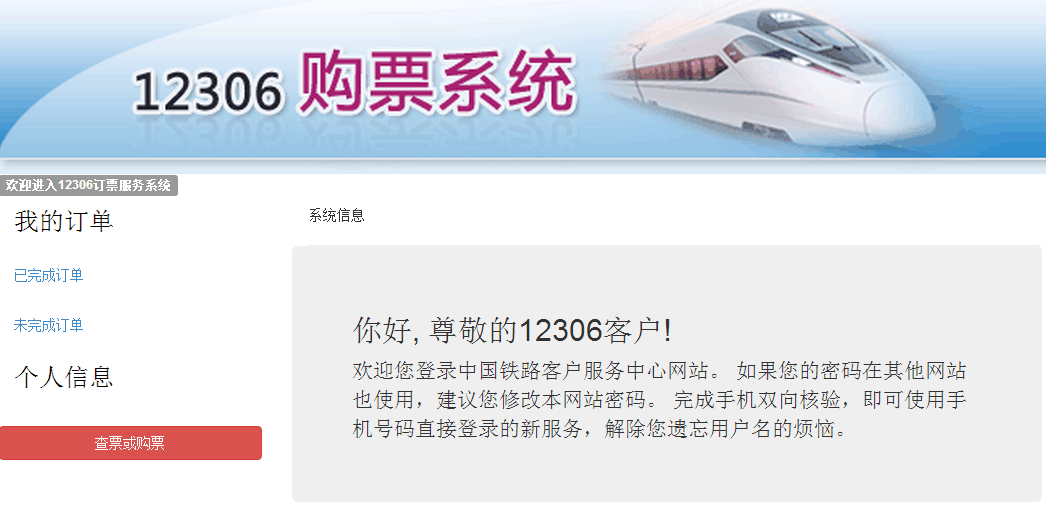 12306 购票系统
欢迎进入12306订票服务系统
我的订单
系统信息
已完成订单
未完成订单
个人信息
查票或购票
你好, 尊敬的12306客户!
欢迎您登录中国铁路客户服务中心网站。 如果您的密码在其他网站
也使用，建议您修改本网站密码。 完成手机双向核验，即可使用手
机号码直接登录的新服务，解除您遗忘用户名的烦恼。